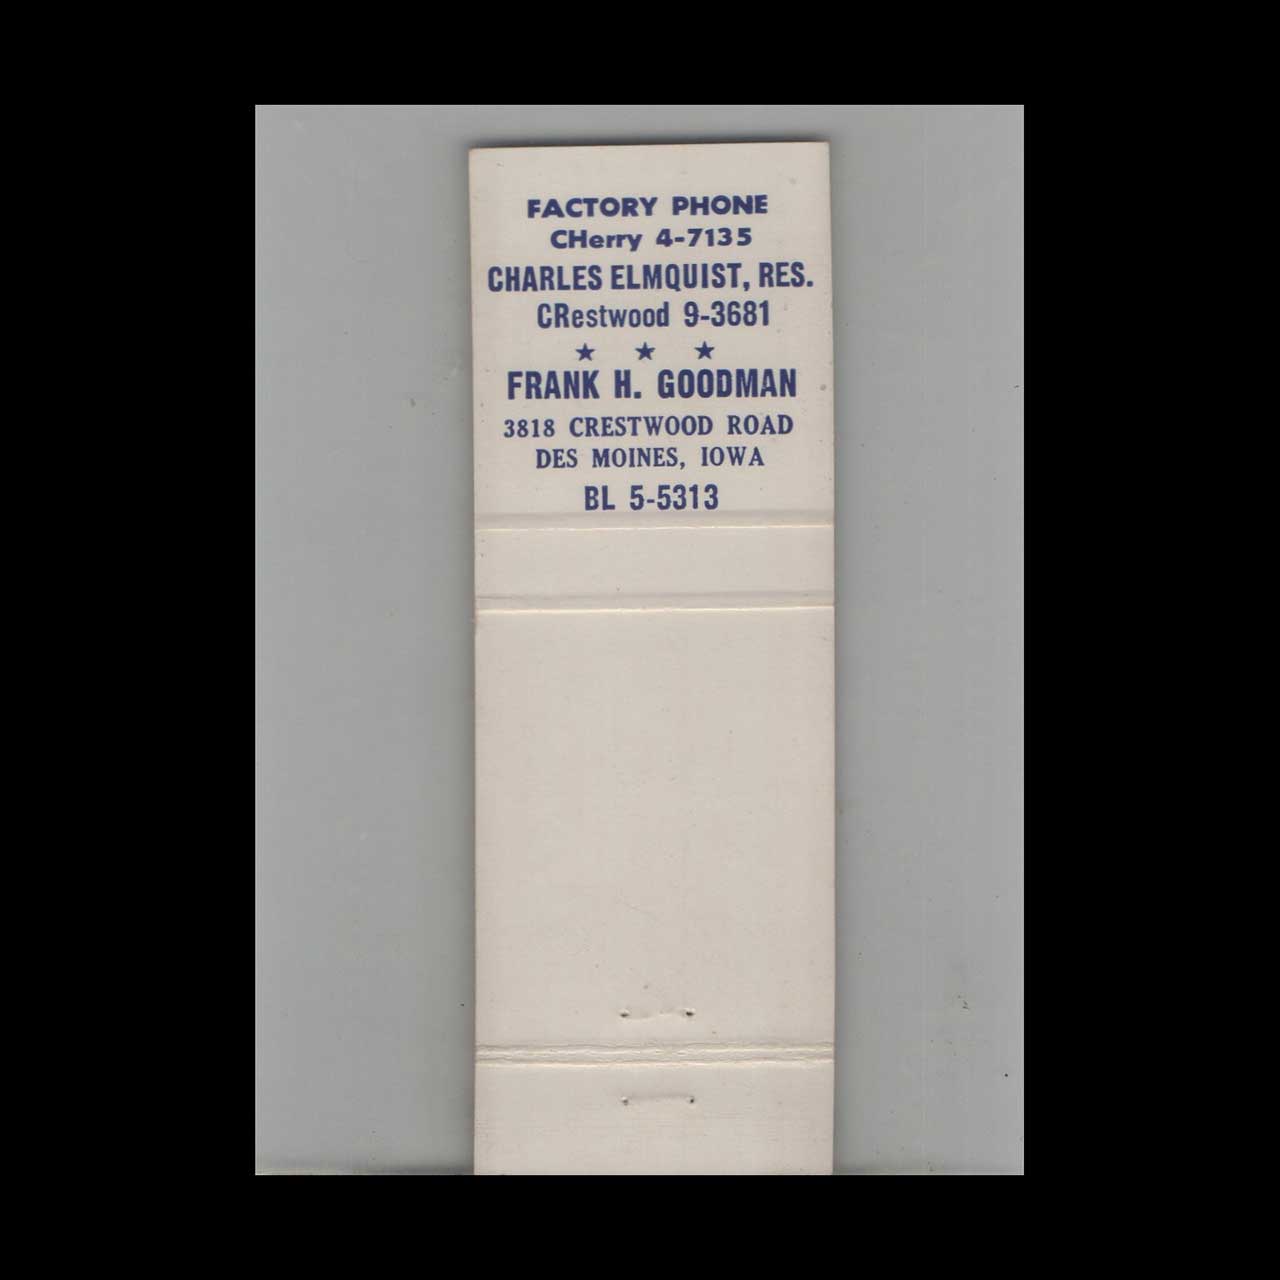 FACTORY PHONE
CHerry 4-7135
CHARLES ELMQUIST, RES.
CRestwood 9-3681
★ ★ ★
FRANK H. GOODMAN
3818 CRESTWOOD ROAD
DES MOINES, IOWA
BL 5-5313